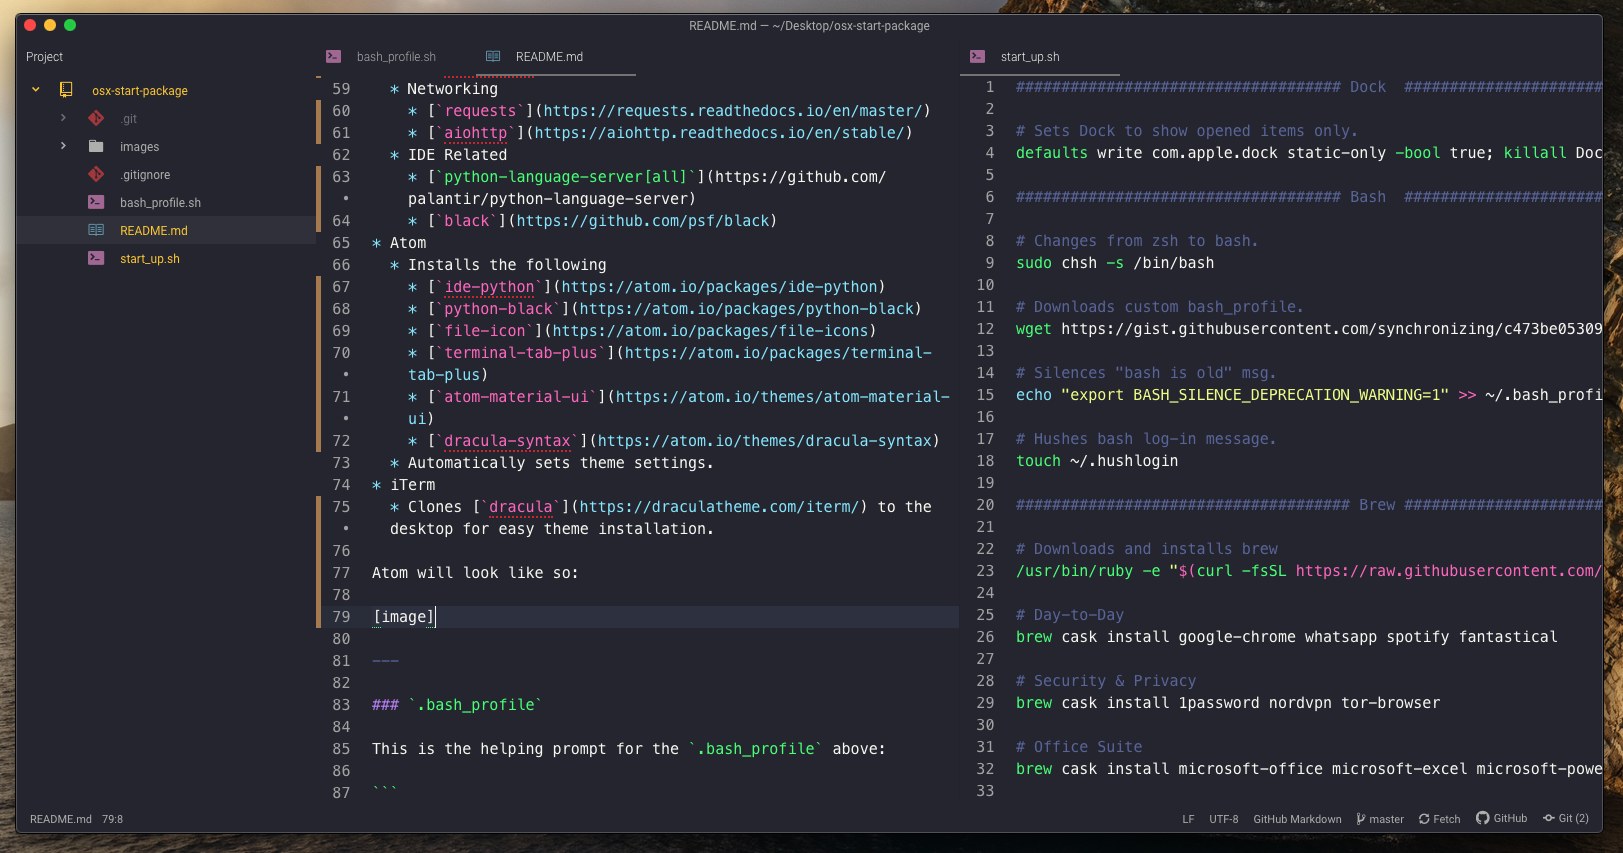 README.md — ~/Desktop/osx-start-package
Project
osx-start-package
.git
images
.gitignore
bash_profile.sh
README.md
start_up.sh
bash_profile.sh
README.md
59 * Networking
60 * [`requests`](https://requests.readthedocs.io/en/master/)
61 * [`aiohttp`](https://aiohttp.readthedocs.io/en/stable/)
62 * IDE Related
63 * [`python-language-server[all]`](https://github.com/
• palantir/python-language-server)
64 * [`black`](https://github.com/psf/black)
65 * Atom
66 * Installs the following
67 * [`ide-python`](https://atom.io/packages/ide-python)
68 * [`python-black`](https://atom.io/packages/python-black)
69 * [`file-icon`](https://atom.io/packages/file-icons)
70 * [`terminal-tab-plus`](https://atom.io/packages/terminal-
• tab-plus)
71 * [`atom-material-ui`](https://atom.io/themes/atom-material-
• ui)
72 * [`dracula-syntax`](https://atom.io/themes/dracula-syntax)
73 * Automatically sets theme settings.
74 * iTerm
75 * Clones [`dracula`](https://draculatheme.com/iterm/) to the
• desktop for easy theme installation.
76
77 Atom will look like so:
78
79 [image]
80
81 ---
82
83 ### `.bash_profile`
84
85 This is the helping prompt for the `.bash_profile` above:
86
87 ```
start_up.sh
1 #################################### Dock ######################
2
3 # Sets Dock to show opened items only.
4 defaults write com.apple.dock static-only -bool true; killall Doc
5
6 #################################### Bash ######################
7
8 # Changes from zsh to bash.
9 sudo chsh -s /bin/bash
10
11 # Downloads custom bash_profile.
12 wget https://gist.githubusercontent.com/synchronizing/c473be05309
13
14 # Silences "bash is old" msg.
15 echo "export BASH_SILENCE_DEPRECATION_WARNING=1" >> ~/.bash_profi
16
17 # Hushes bash log-in message.
18 touch ~/.hushlogin
19
20 ##################################### Brew ######################
21
22 # Downloads and installs brew
23 /usr/bin/ruby -e "$(curl -fsSL https://raw.githubusercontent.com/
24
25 # Day-to-Day
26 brew cask install google-chrome whatsapp spotify fantastical
27
28 # Security & Privacy
29 brew cask install 1password nordvpn tor-browser
30
31 # Office Suite
32 brew cask install microsoft-office microsoft-excel microsoft-powe
33
README.md 79:8
LF UTF-8 GitHub Markdown master Fetch GitHub Git (2)